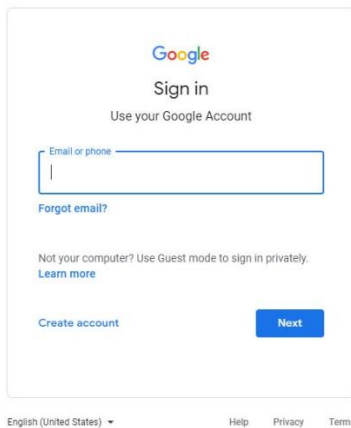 Google
Sign in
Use your Google Account
Email or phone
Forgot email?
Not your computer? Use Guest mode to sign in privately.
Learn more
Create account
Next
English (United States)
Help
Privacy
Term